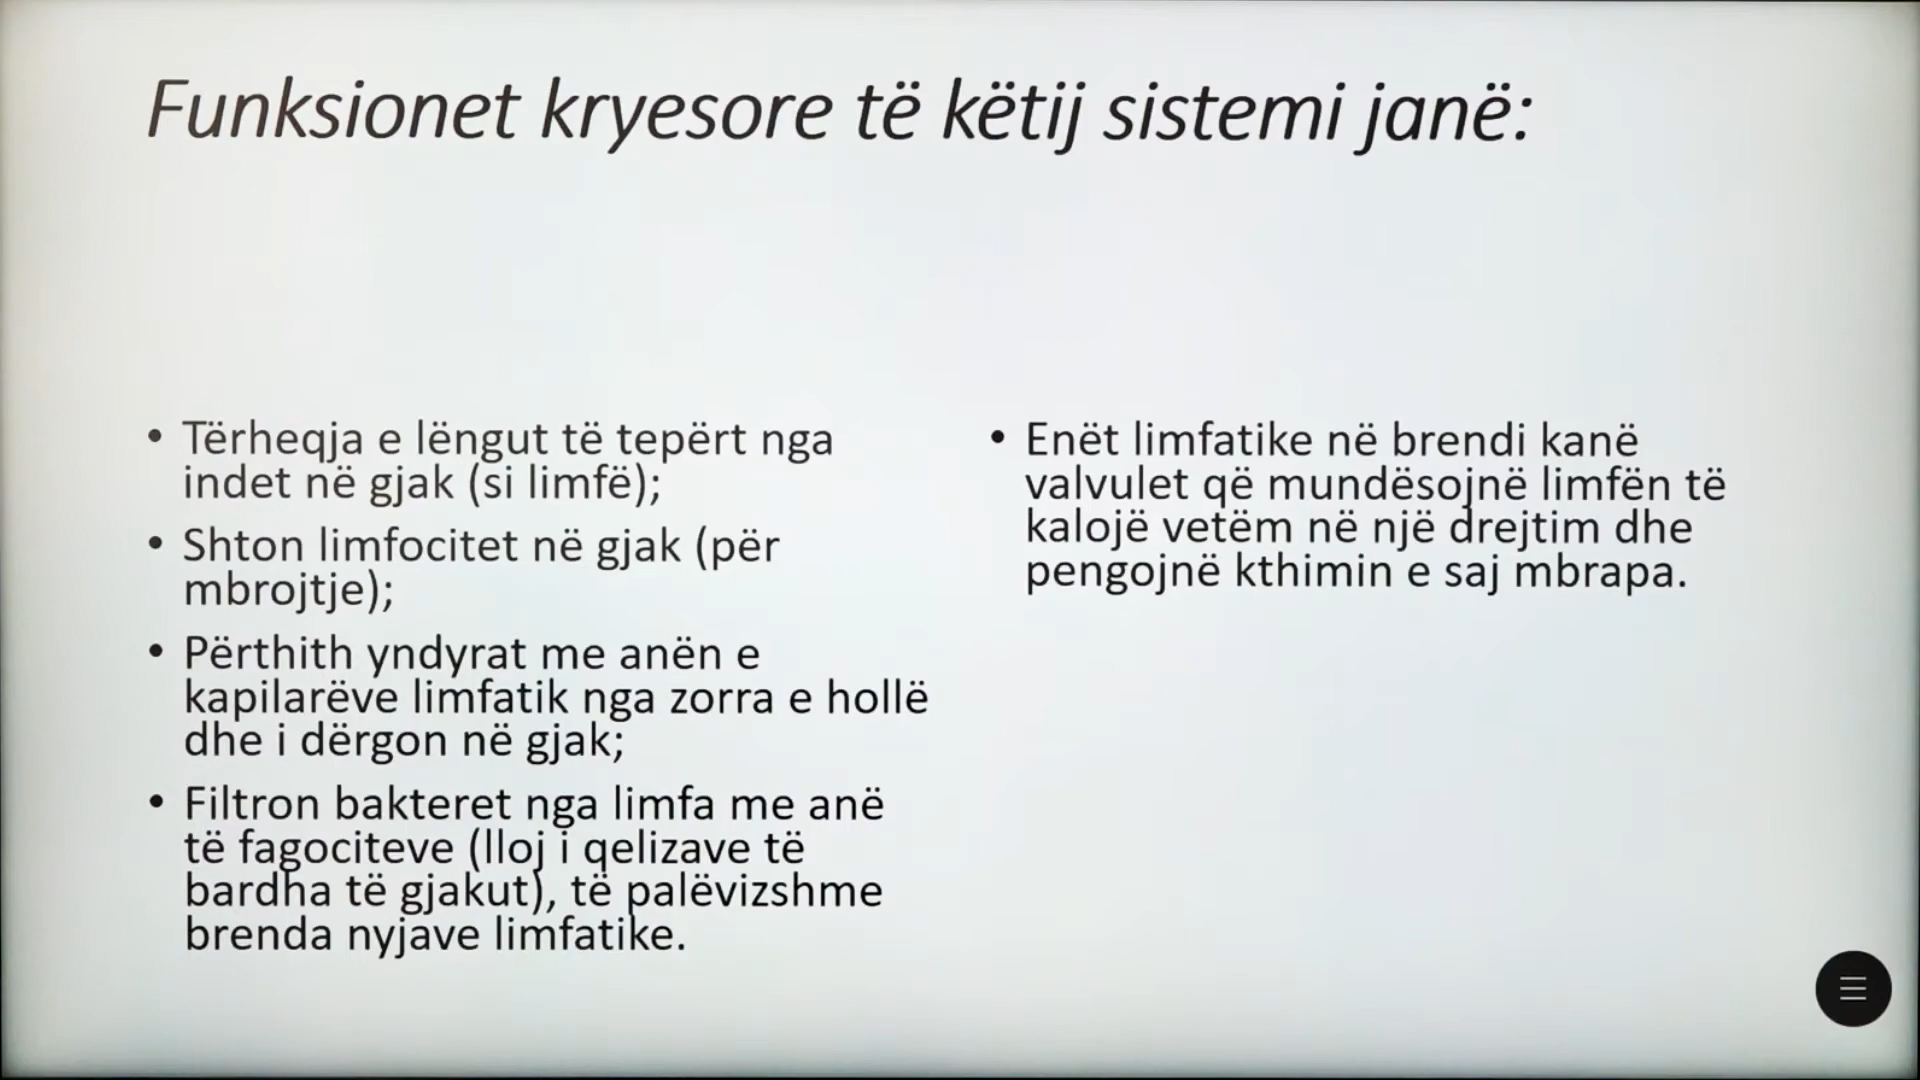 Funksionet kryesore të këtij sistemi janë:
• Tërheqja e lëngut të tepërt nga
indet në gjak (si limfë);
• Shton limfocitet në gjak (për
mbrojtje);
• Përthith yndyrat me anën e
kapilarëve limfatik nga zorra e hollë
dhe i dërgon në gjak;
• Filtron bakteret nga limfa me anë
të fagociteve (lloj i qelizave të
bardha të gjakut), të palëvizshme
brenda nyjave limfatike.
• Enët limfatike në brendi kanë
valvulet që mundësojnë limfën të
kalojë vetëm në një drejtim dhe
pengojnë kthimin e saj mbrapa.